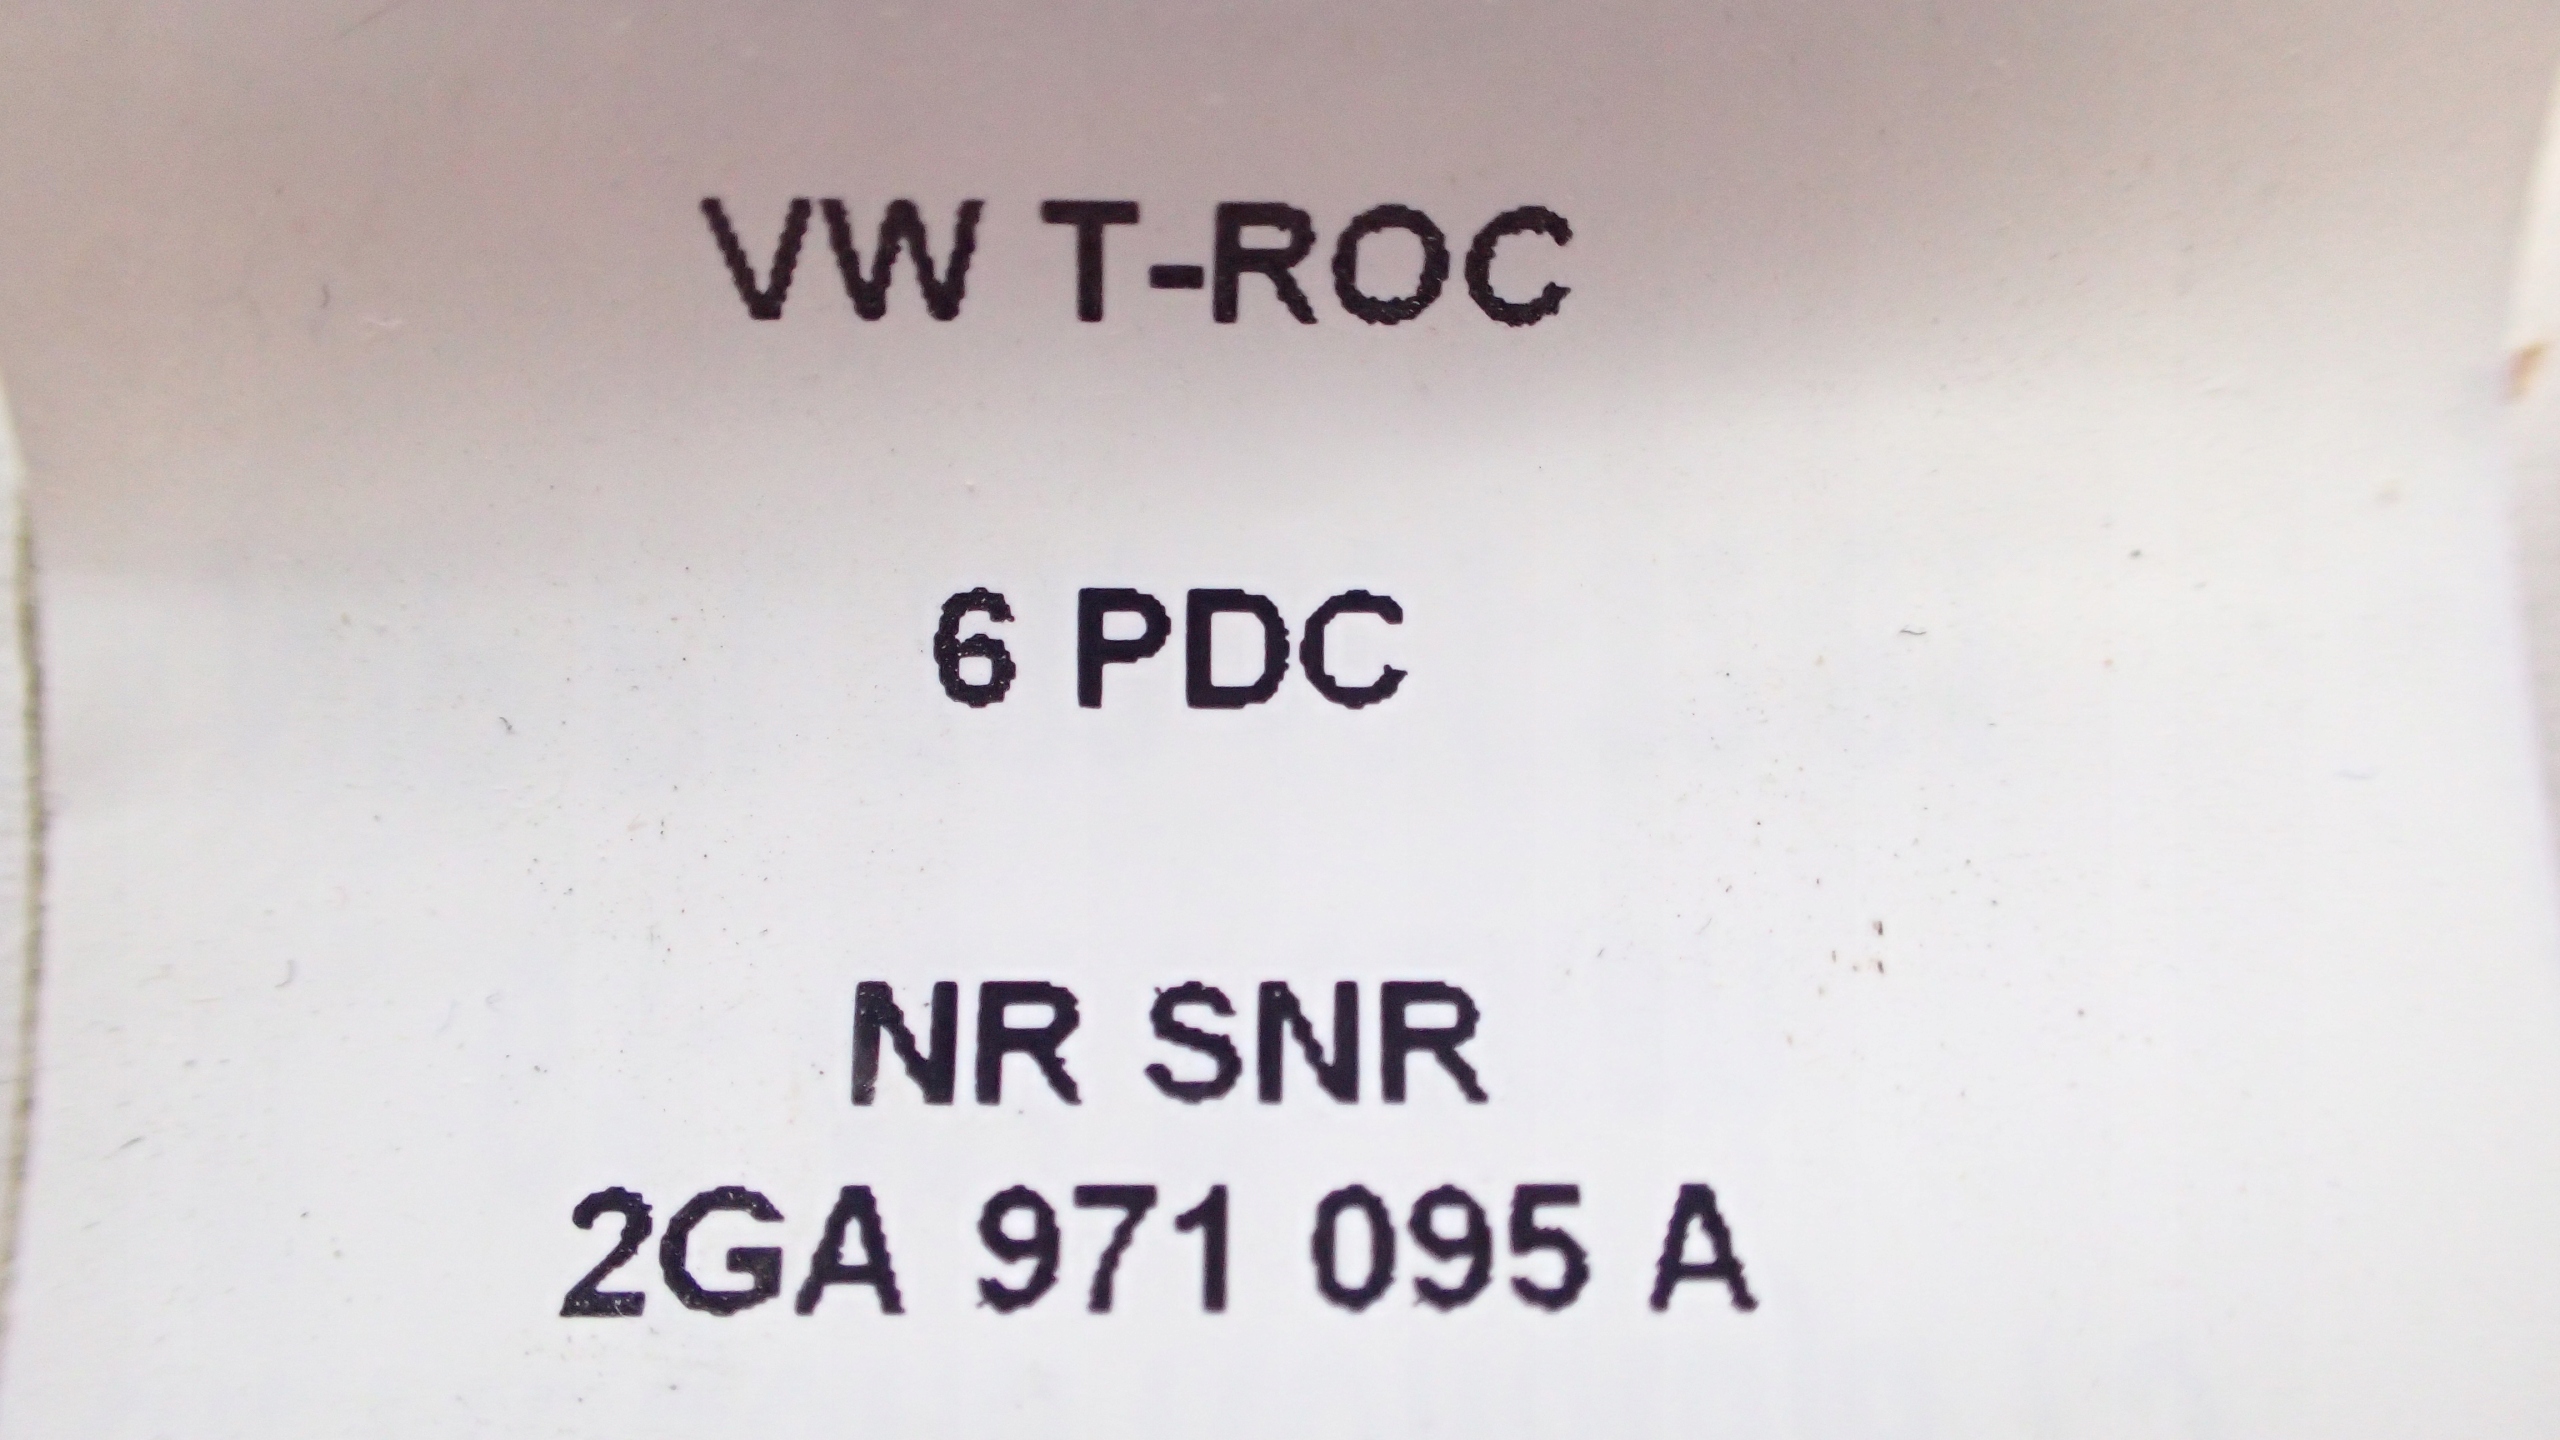 VW T-ROC
6 PDC
NR SNR
2GA 971 095 A